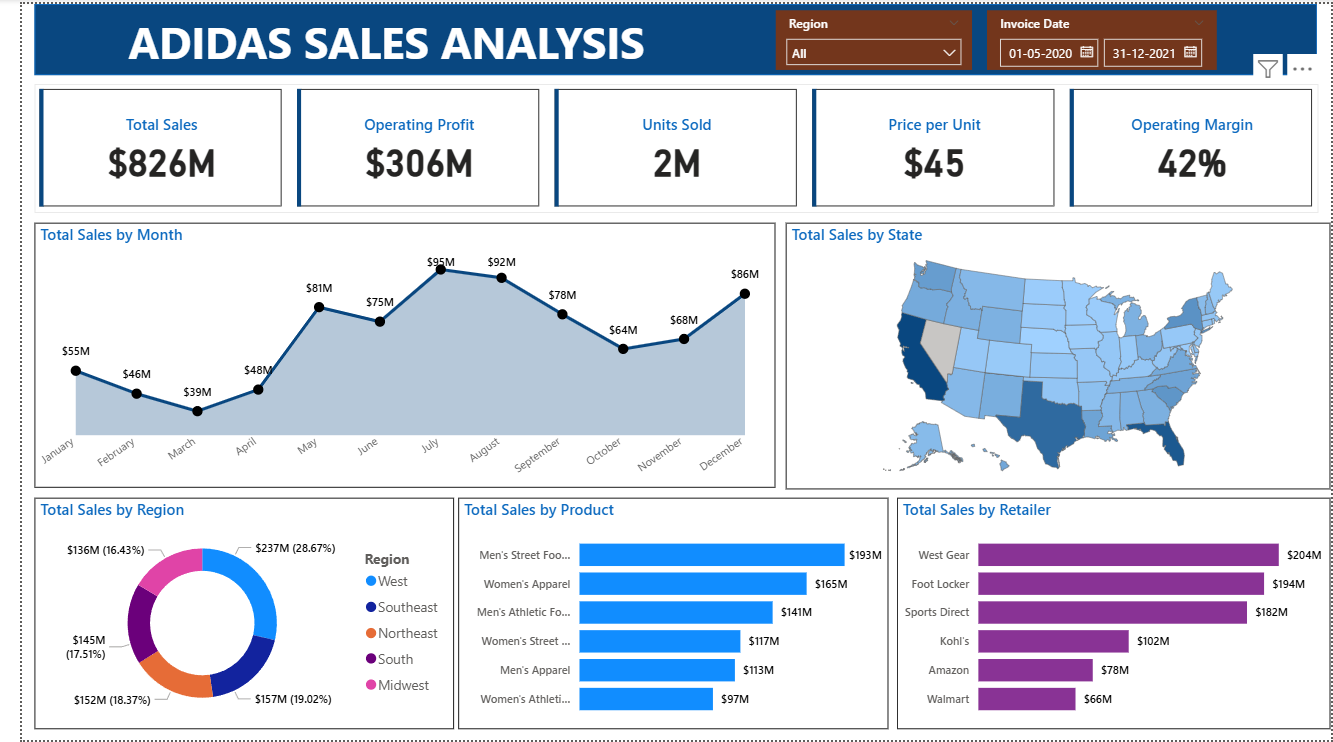 ADIDAS SALES ANALYSIS
Region
All
Invoice Date
01-05-2020
31-12-2021
Total Sales
$826M
Operating Profit
$306M
Units Sold
2M
Price per Unit
$45
Operating Margin
42%
Total Sales by Month
$55M
$46M
$39M
$48M
$81M
$75M
$95M
$92M
$78M
$64M
$68M
$86M
January
February
March
April
May
June
July
August
September
October
November
December
Total Sales by State
Total Sales by Region
$136M (16.43%)
$237M (28.67%)
$145M
(17.51%)
$152M (18.37%)
$157M (19.02%)
Region
West
Southeast
Northeast
South
Midwest
Total Sales by Product
Men's Street Foo... $193M
Women's Apparel $165M
Men's Athletic Fo... $141M
Women's Street ... $117M
Men's Apparel $113M
Women's Athleti... $97M
Total Sales by Retailer
West Gear $204M
Foot Locker $194M
Sports Direct $182M
Kohl's $102M
Amazon $78M
Walmart $66M